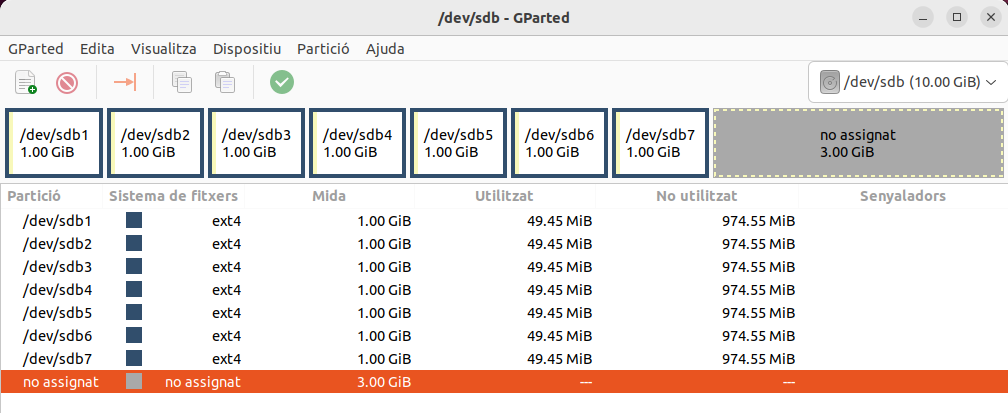 /dev/sdb - GParted
GParted Edita Visualitza Dispositiu Partició Ajuda
/dev/sdb (10.00 GiB)
/dev/sdb1 /dev/sdb2 /dev/sdb3 /dev/sdb4 /dev/sdb5 /dev/sdb6 /dev/sdb7 no assignat
1.00 GiB 1.00 GiB 1.00 GiB 1.00 GiB 1.00 GiB 1.00 GiB 1.00 GiB 3.00 GiB
Partició Sistema de fitxers Mida Utilitzat No utilitzat Senyaladors
/dev/sdb1 ext4 1.00 GiB 49.45 MiB 974.55 MiB
/dev/sdb2 ext4 1.00 GiB 49.45 MiB 974.55 MiB
/dev/sdb3 ext4 1.00 GiB 49.45 MiB 974.55 MiB
/dev/sdb4 ext4 1.00 GiB 49.45 MiB 974.55 MiB
/dev/sdb5 ext4 1.00 GiB 49.45 MiB 974.55 MiB
/dev/sdb6 ext4 1.00 GiB 49.45 MiB 974.55 MiB
/dev/sdb7 ext4 1.00 GiB 49.45 MiB 974.55 MiB
no assignat no assignat 3.00 GiB --- ---